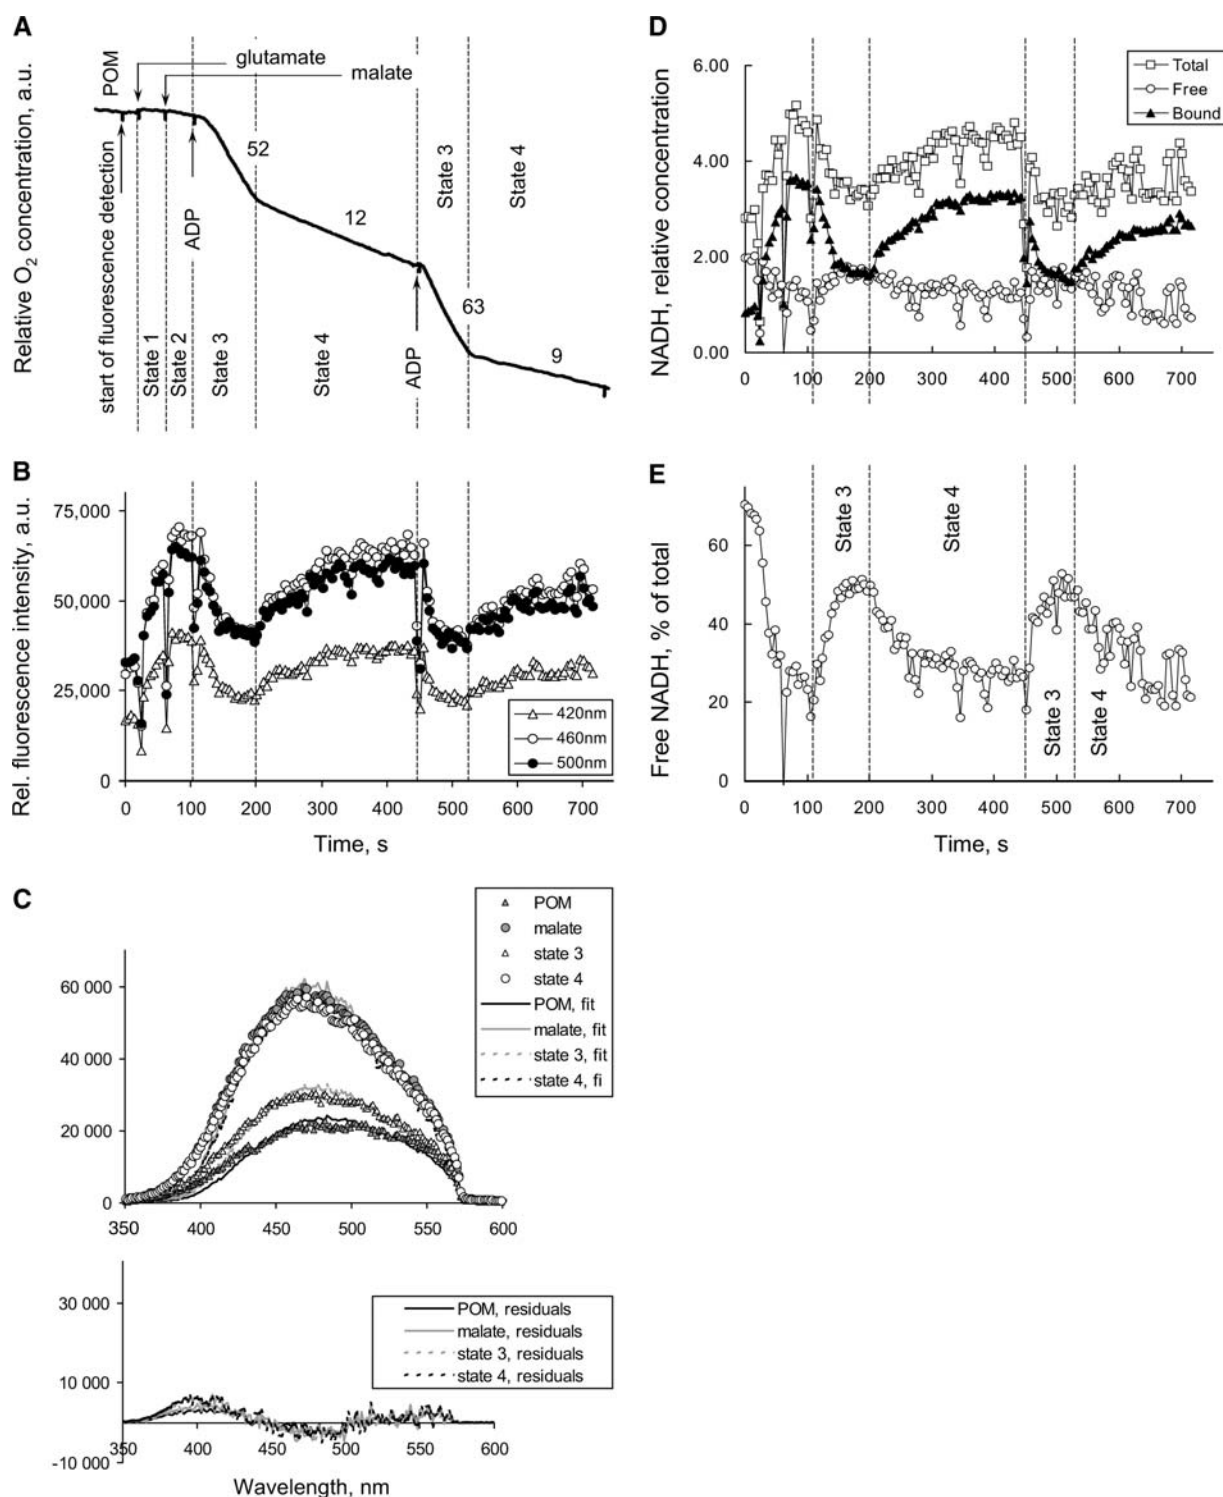 A
Relative O2 concentration, a.u.
POM
glutamate
malate
start of fluorescence detection
ADP
52
12
ADP
63
9
State 1
State 2
State 3
State 4
State 3
State 4
B
Rel. fluorescence intensity, a.u.
75,000
50,000
25,000
0
420nm
460nm
500nm
0 100 200 300 400 500 600 700
Time, s
C
POM
malate
state 3
state 4
POM, fit
malate, fit
state 3, fit
state 4, fi
60 000
40 000
20 000
0
350 400 450 500 550 600
30 000
10 000
-10 000
POM, residuals
malate, residuals
state 3, residuals
state 4, residuals
350 400 450 500 550 600
Wavelength, nm
D
NADH, relative concentration
6.00
4.00
2.00
0.00
Total
Free
Bound
0 100 200 300 400 500 600 700
E
Free NADH, % of total
60
40
20
0
State 3
State 4
State 3
State 4
0 100 200 300 400 500 600 700
Time, s